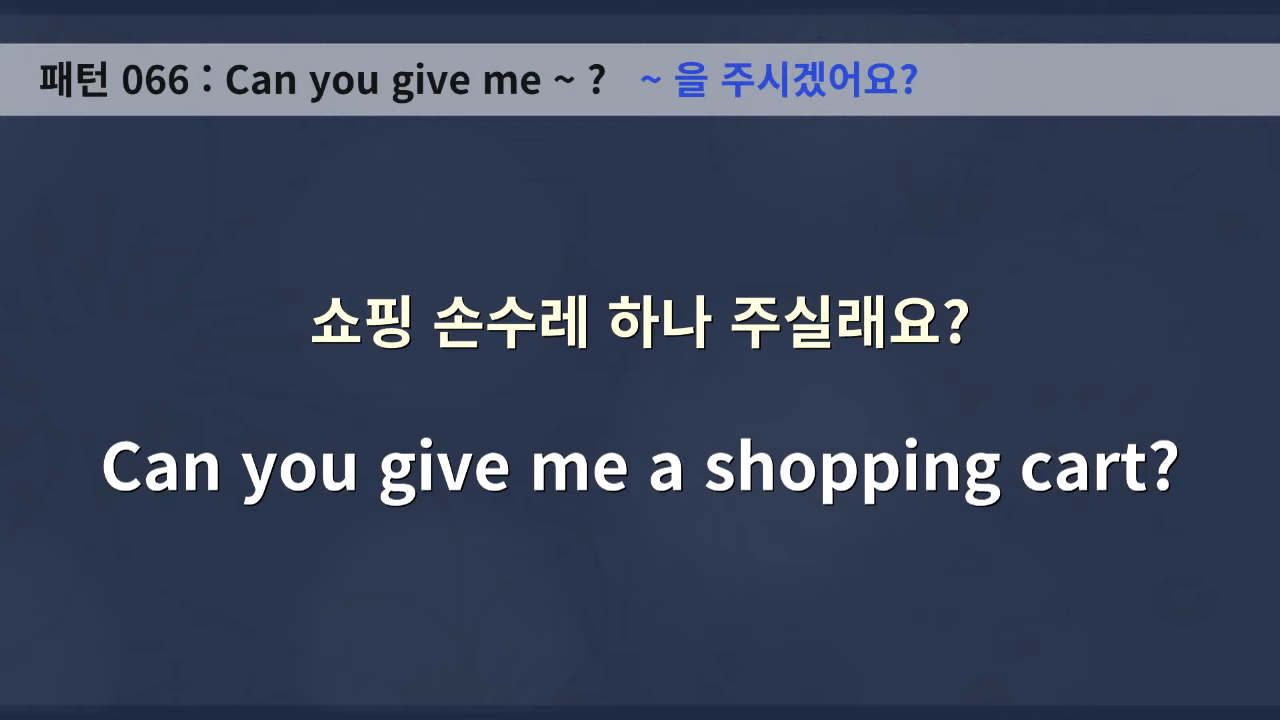 패턴 066 : Can you give me ~ ? ~ 을 주시겠어요?
쇼핑 손수레 하나 주실래요?
Can you give me a shopping cart?